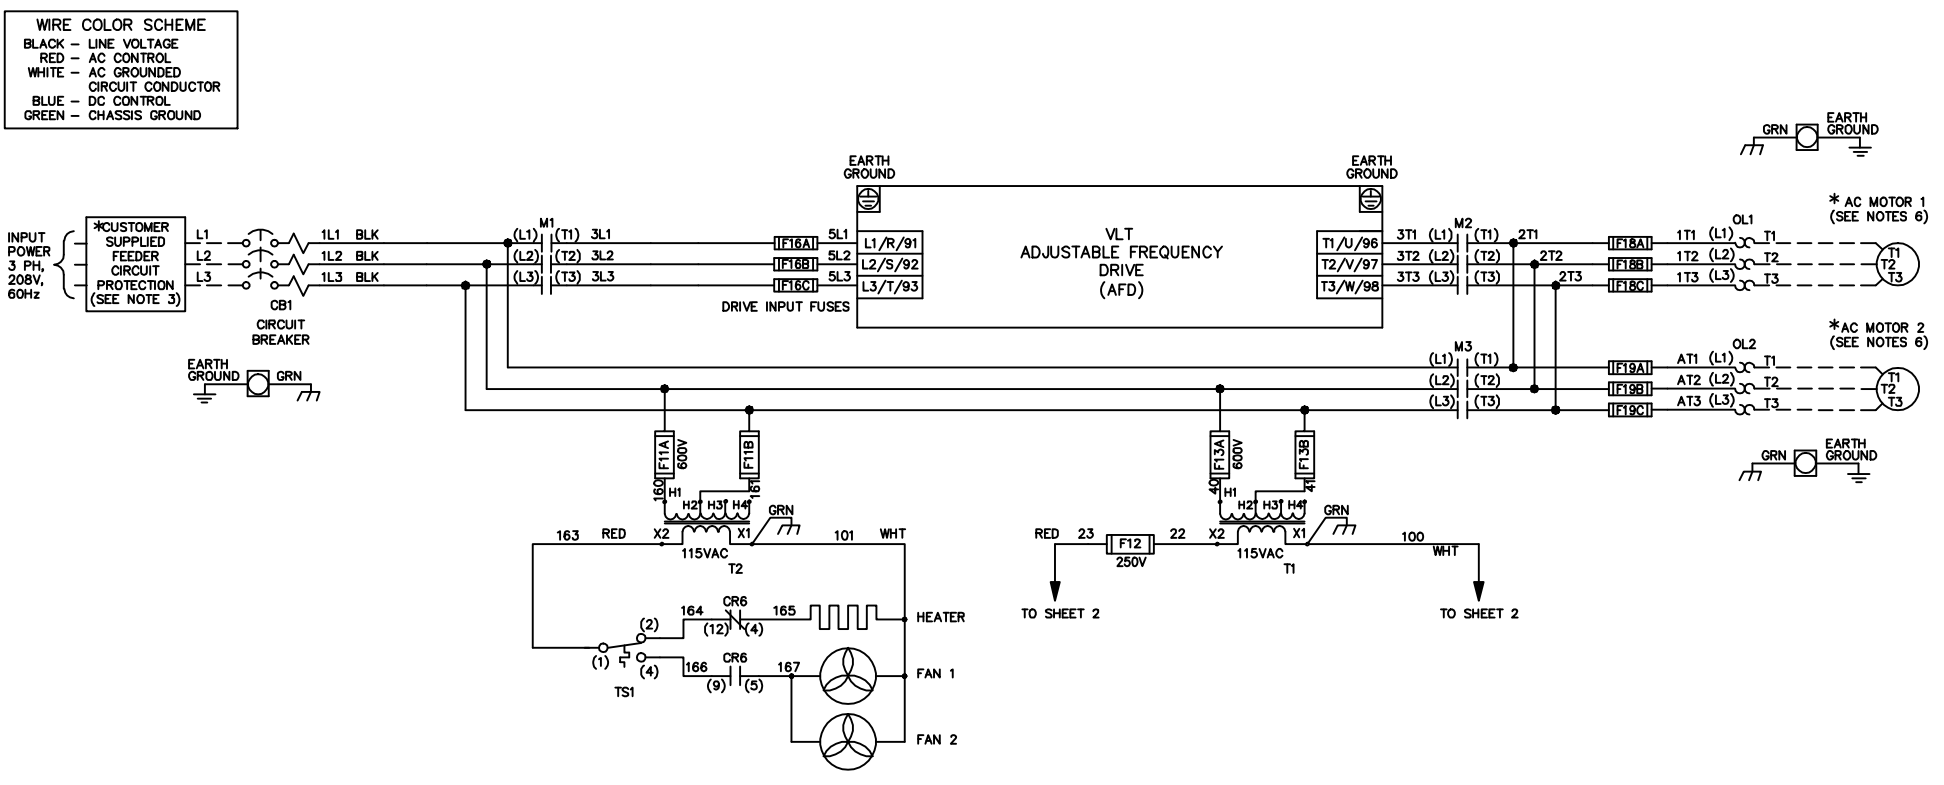 WIRE COLOR SCHEME
BLACK – LINE VOLTAGE
RED – AC CONTROL
WHITE – AC GROUNDED
CIRCUIT CONDUCTOR
BLUE – DC CONTROL
GREEN – CHASSIS GROUND
INPUT
POWER
3 PH,
208V,
60Hz
*CUSTOMER
SUPPLIED
FEEDER
CIRCUIT
PROTECTION
(SEE NOTE 3)
L1
L2
L3
CB1
CIRCUIT
BREAKER
1L1 BLK
1L2 BLK
1L3 BLK
EARTH
GROUND
GRN
M1
(L1) (T1) 3L1
(L2) (T2) 3L2
(L3) (T3) 3L3
F16A
F16B
F16C
DRIVE INPUT FUSES
5L1
5L2
5L3
EARTH
GROUND
L1/R/91
L2/S/92
L3/T/93
VLT
ADJUSTABLE FREQUENCY
DRIVE
(AFD)
EARTH
GROUND
T1/U/96
T2/V/97
T3/W/98
M2
3T1 (L1) (T1) 2T1
3T2 (L2) (T2) 2T2
3T3 (L3) (T3) 2T3
F18A
F18B
F18C
OL1
1T1 (L1) T1
1T2 (L2) T2
1T3 (L3) T3
GRN
EARTH
GROUND
* AC MOTOR 1
(SEE NOTES 6)
T1
T2
T3
M3
(L1) (T1)
(L2) (T2)
(L3) (T3)
F19A
F19B
F19C
OL2
AT1 (L1) T1
AT2 (L2) T2
AT3 (L3) T3
*AC MOTOR 2
(SEE NOTES 6)
T1
T2
T3
GRN
EARTH
GROUND
F11A
600V
F11B
160
161
H1
H2 H3 H4
GRN
163 RED X2
X1
101 WHT
115VAC
T2
F13A
600V
F13B
40
41
H1
H2 H3 H4
GRN
RED 23
F12
250V
22 X2
X1
100
WHT
115VAC
T1
TO SHEET 2
TO SHEET 2
164 CR6 165
(12) (4)
HEATER
(2)
(1)
(4)
TS1
166 CR6 167
(9) (5)
FAN 1
FAN 2